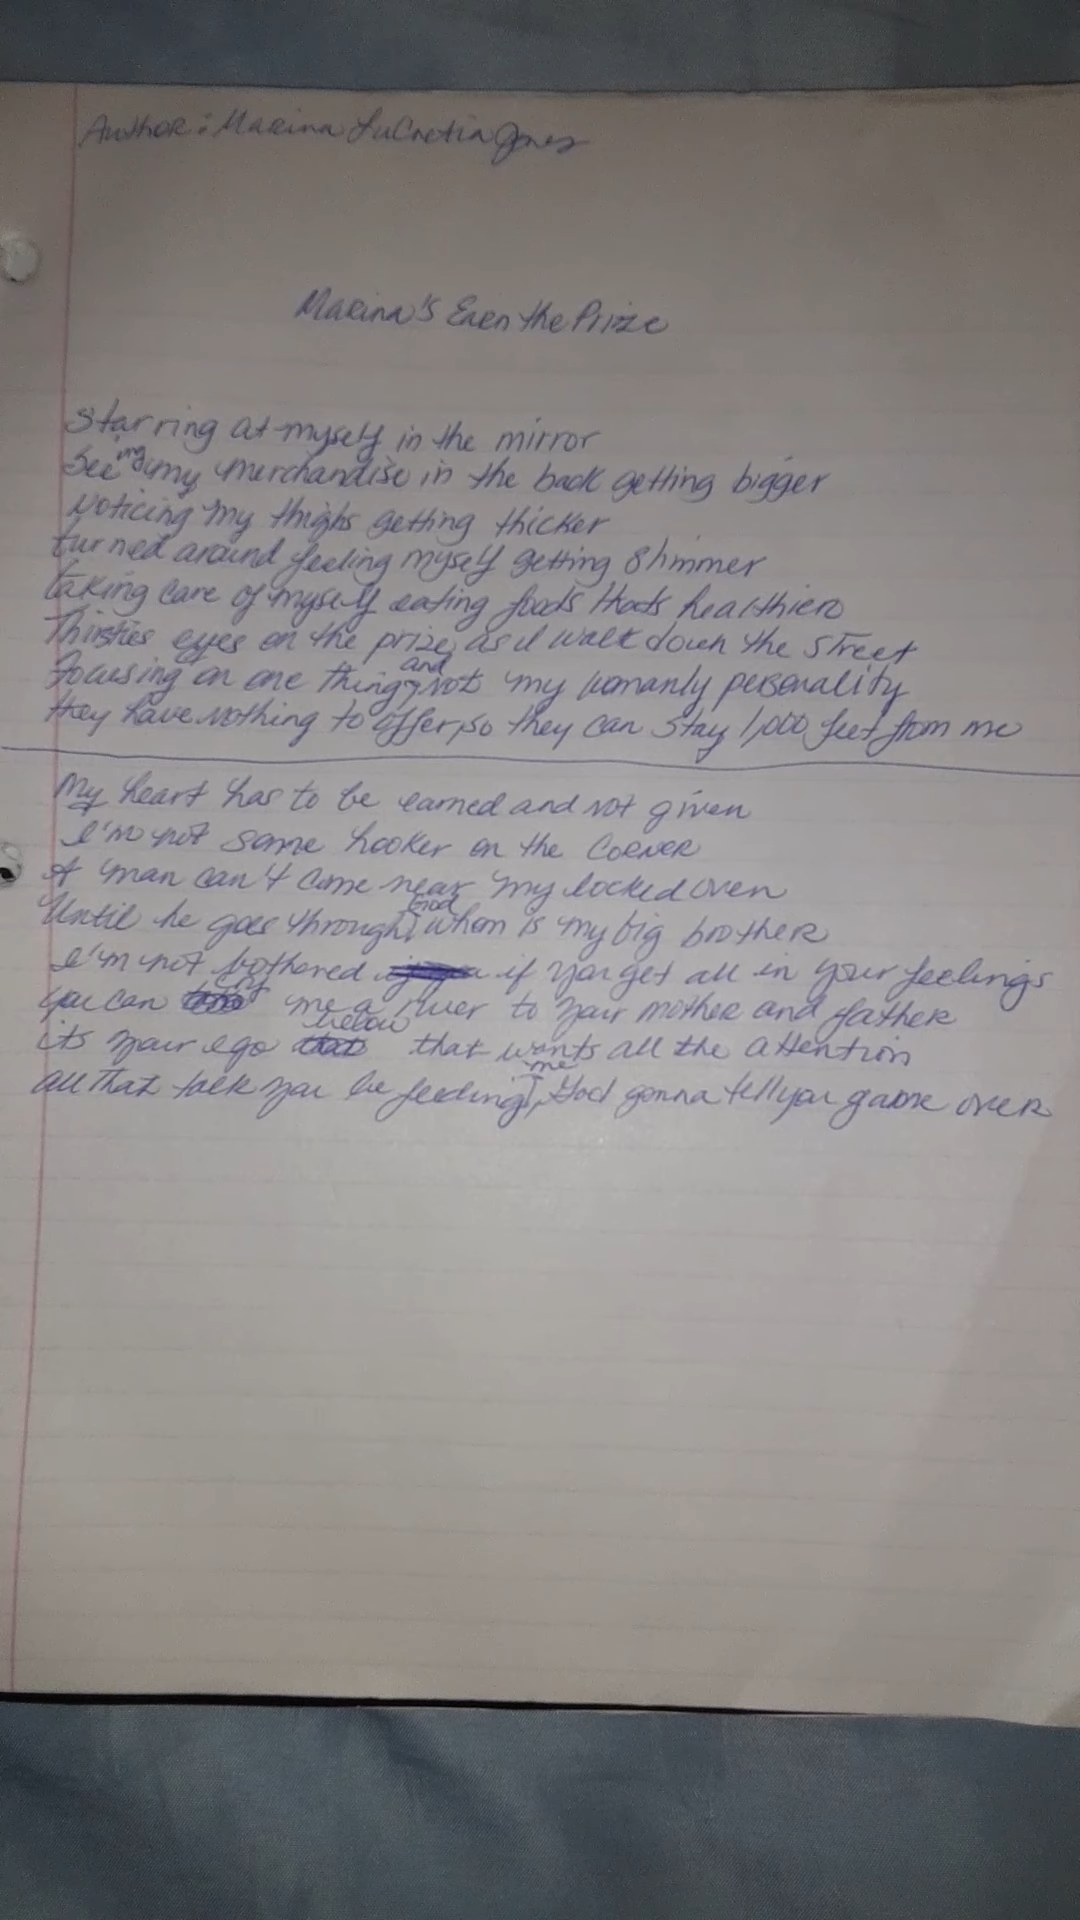 Author: Marina LuCretia Jones
Marina's Earn the Prize
Starring at myself in the mirror
Seeing my merchandise in the back getting bigger
Noticing my thighs getting thicker
turned around feeling myself getting slimmer
taking care of myself eating foods thats healthier
Thirsties eyes on the prize, as I walk down the street
Focusing on one thing, and not my womanly personality
they have nothing to offer, so they can stay 1,000 feet from me
My heart has to be earned and not given
I'm not some hooker on the corner
A man can't come near my locked oven
Until he goes through God whom is my big brother
I'm not bothered if you get all in your feelings
you can cry me a river to your mother and father
its your ego below that wants all the attention
all that talk you be feeding me, God gonna tell you game over